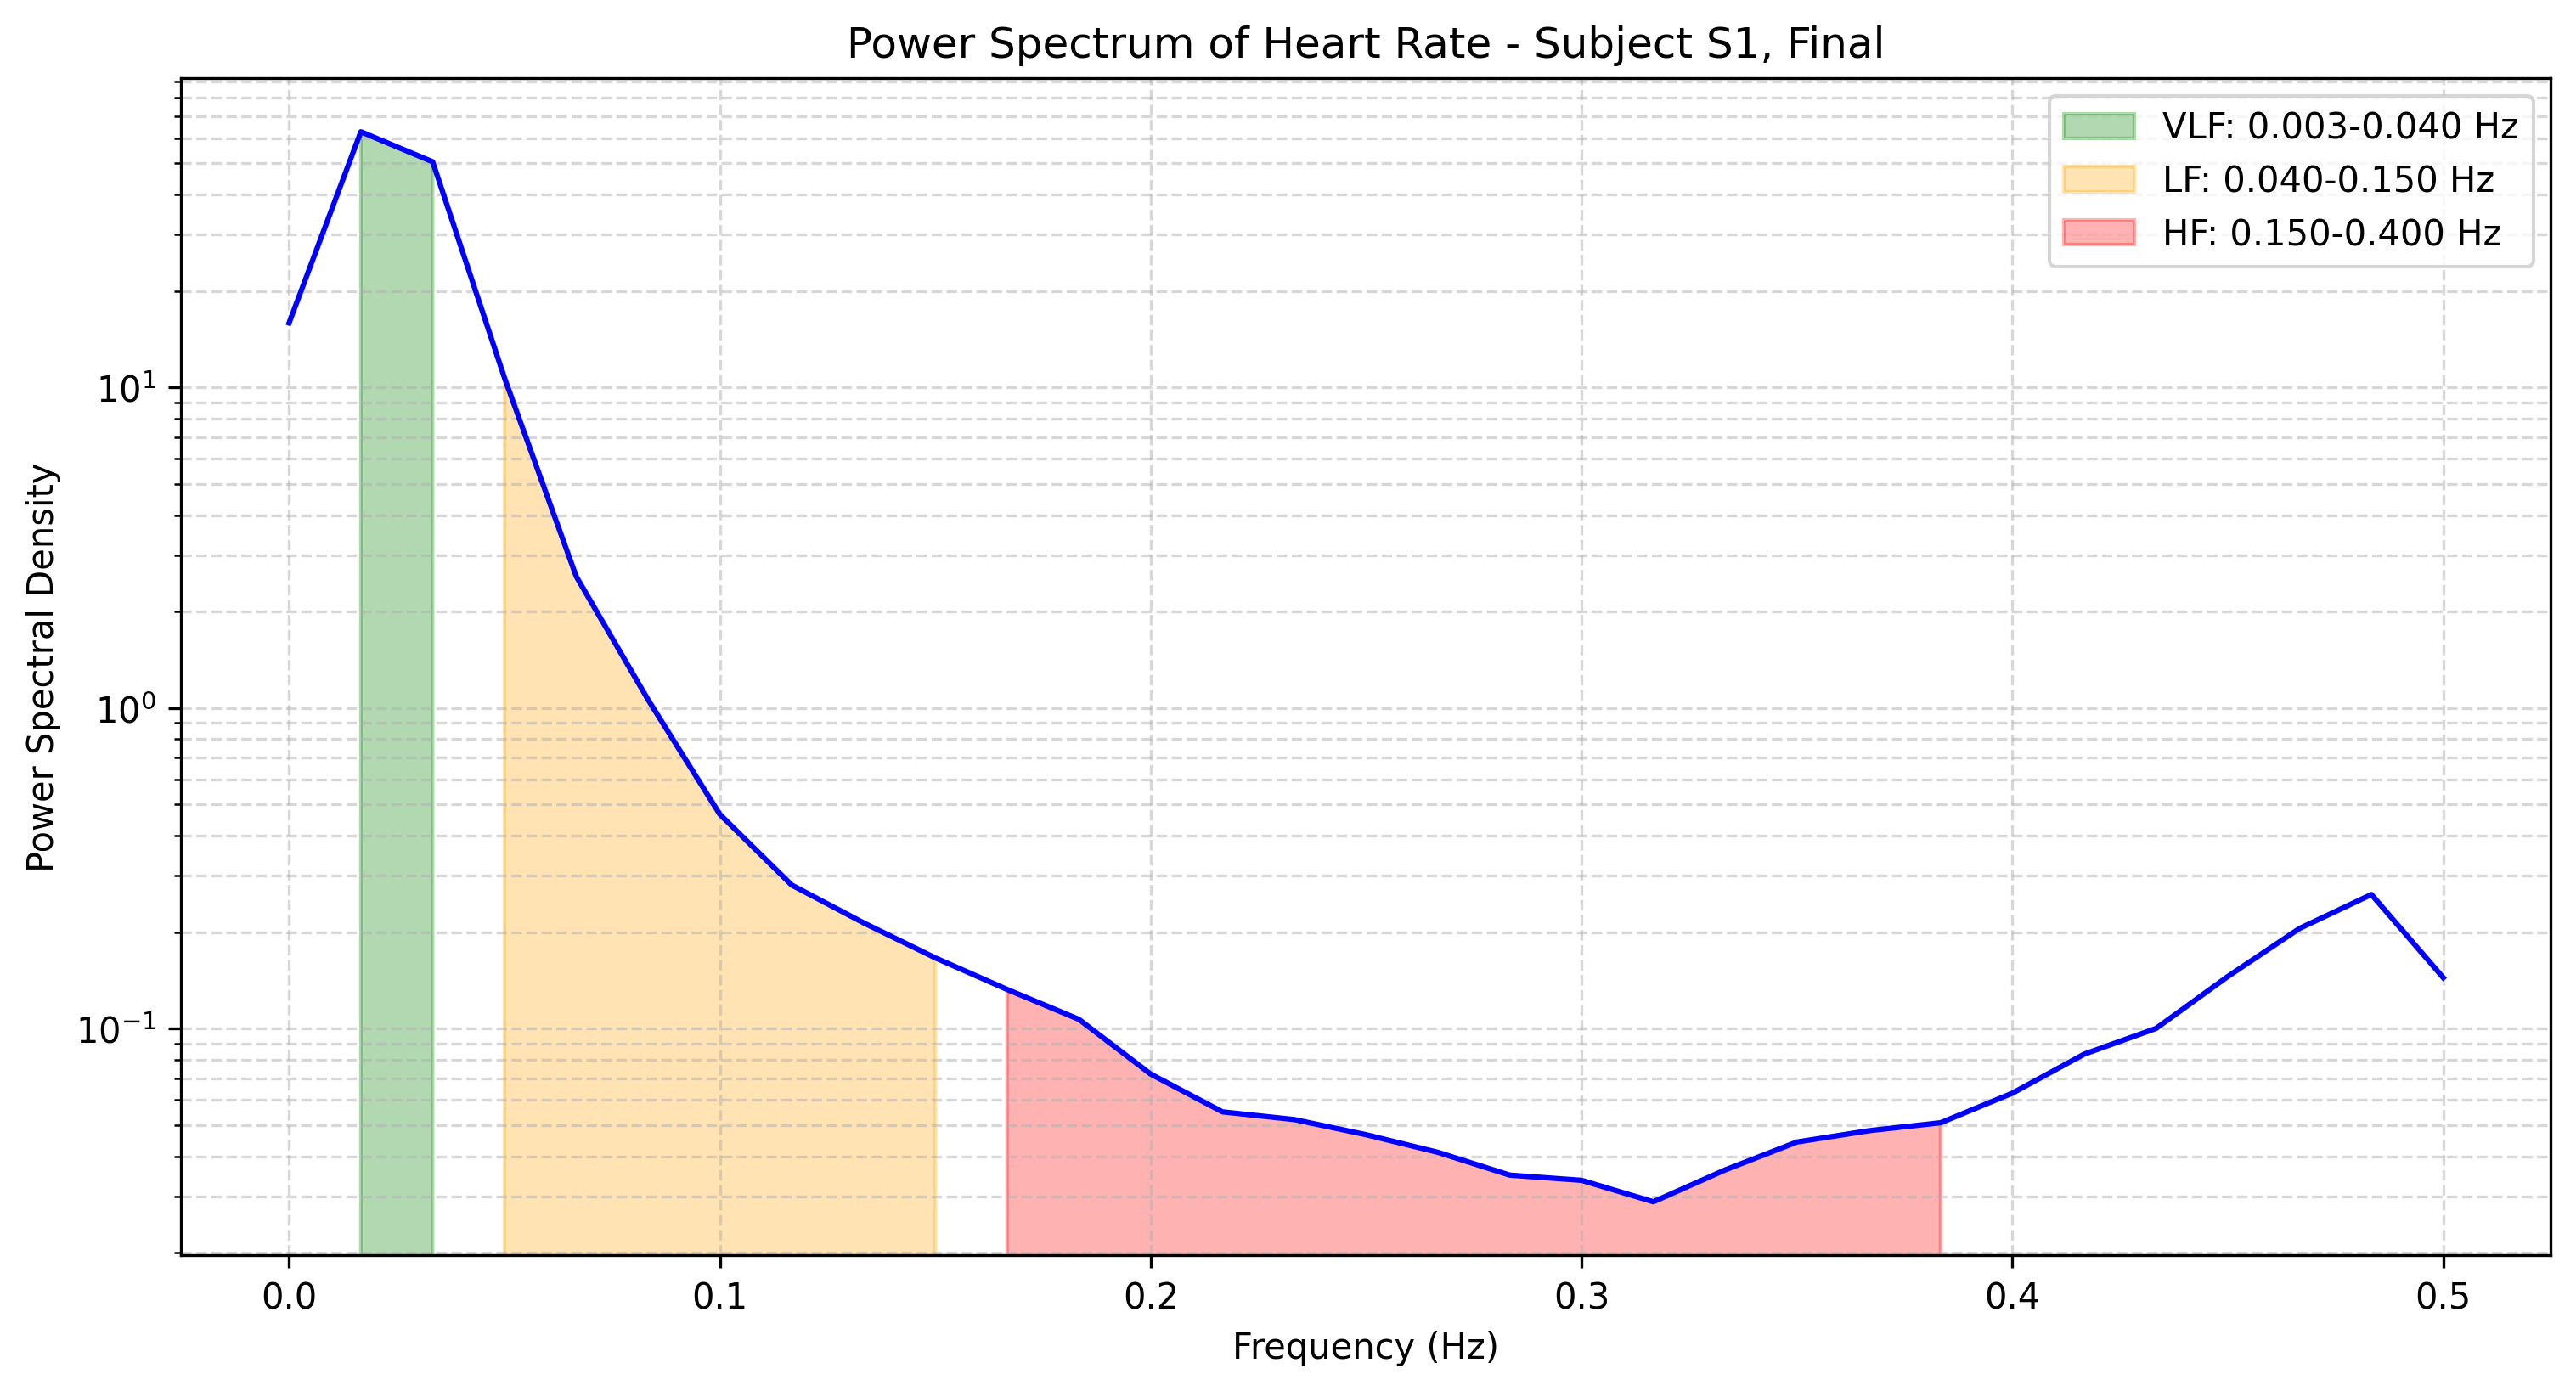 Power Spectrum of Heart Rate - Subject S1, Final
VLF: 0.003-0.040 Hz
LF: 0.040-0.150 Hz
HF: 0.150-0.400 Hz
Power Spectral Density
10¹
10⁰
10⁻¹
0.0 0.1 0.2 0.3 0.4 0.5
Frequency (Hz)